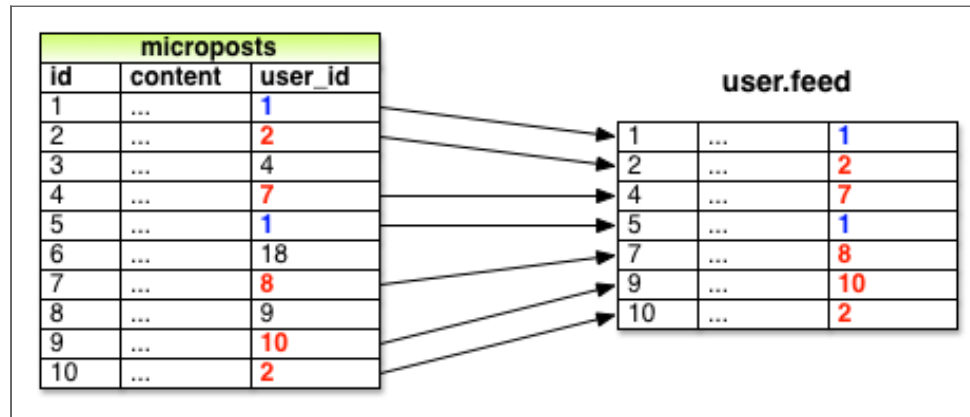 microposts
id content user_id
1 ... 1
2 ... 2
3 ... 4
4 ... 7
5 ... 1
6 ... 18
7 ... 8
8 ... 9
9 ... 10
10 ... 2
user.feed
1 ... 1
2 ... 2
4 ... 7
5 ... 1
7 ... 8
9 ... 10
10 ... 2